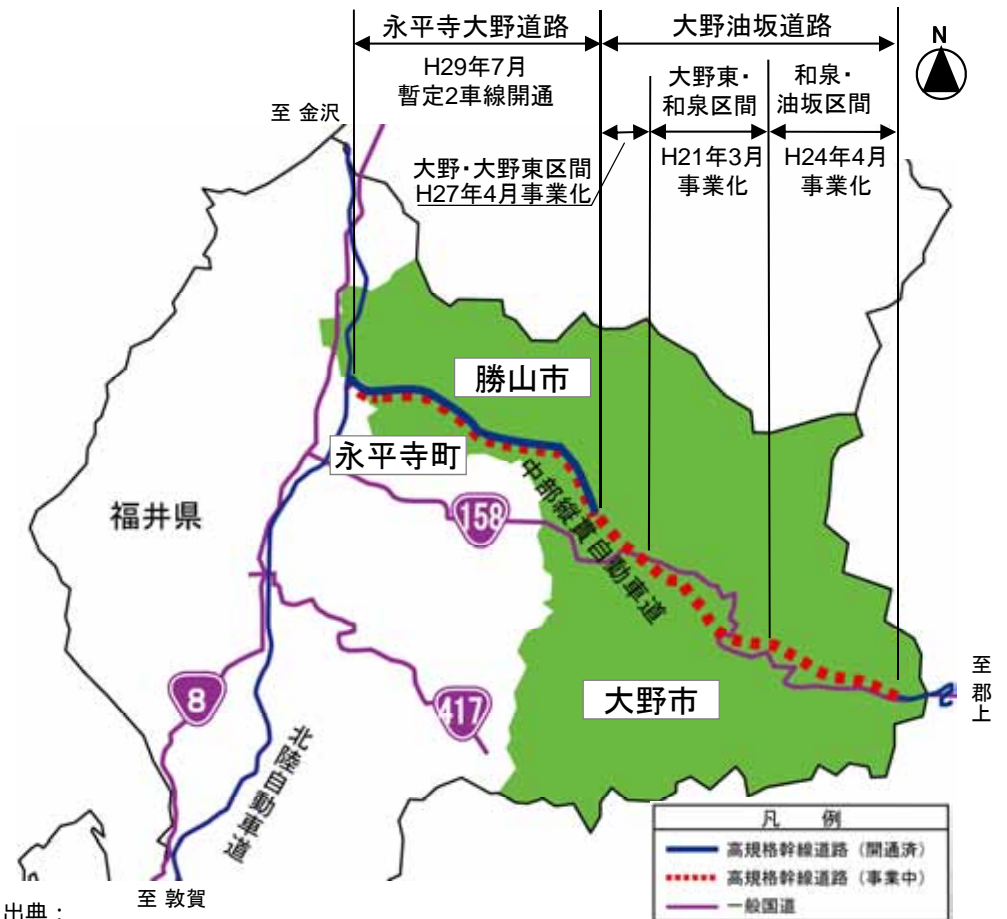 永平寺大野道路
大野油坂道路
N
H29年7月
暫定2車線開通
大野東・
和泉区間
和泉・
油坂区間
至 金沢
大野・大野東区間
H27年4月事業化
H21年3月
事業化
H24年4月
事業化
勝山市
永平寺町
中部縦貫自動車道
福井県
158
大野市
至
郡
上
8
417
北陸自動車道
凡 例
高規格幹線道路（開通済）
高規格幹線道路（事業中）
一般国道
至 敦賀
出典：